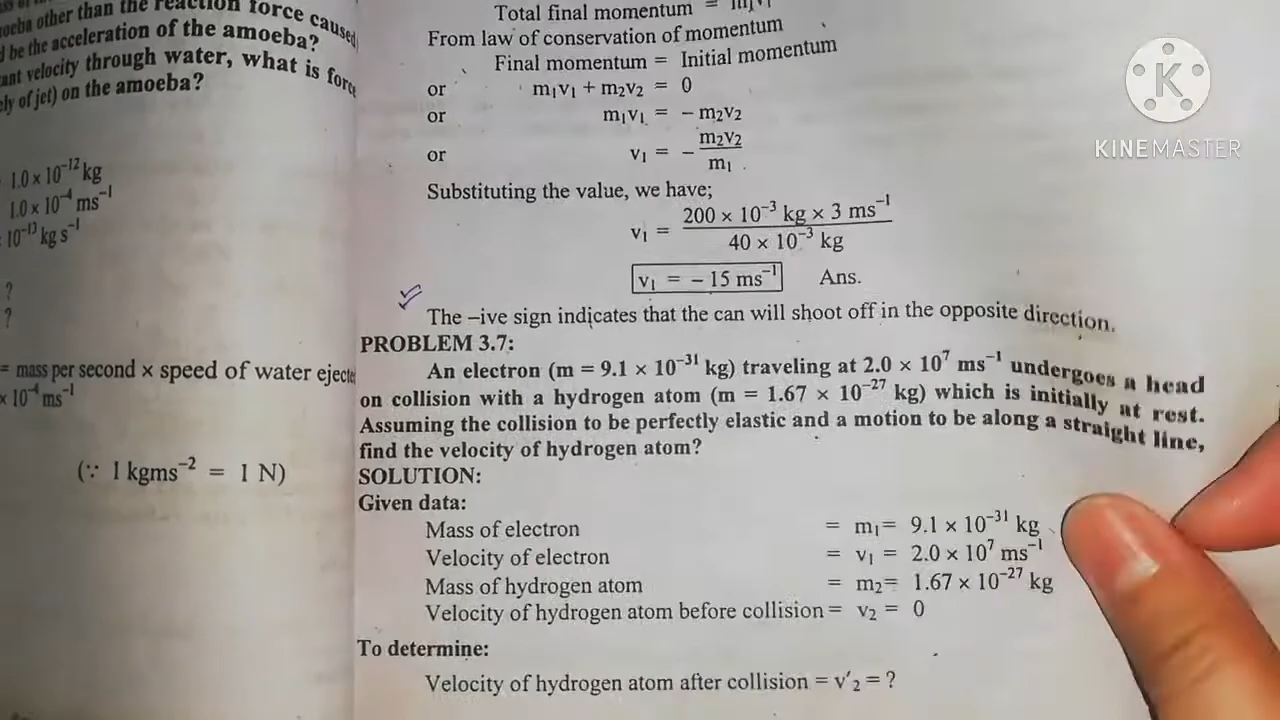 other than the reaction force caused
be the acceleration of the amoeba?
velocity through water, what is force
of jet) on the amoeba?
1.0 × 10⁻¹² kg
1.0 × 10⁻⁴ ms⁻¹
kg s⁻¹
?
?
= mass per second × speed of water
× 10⁻⁴ ms⁻¹
(∵ 1 kgms⁻² = 1 N)
Total final momentum =
From law of conservation of momentum
Final momentum = Initial momentum
or m₁v₁ + m₂v₂ = 0
or m₁v₁ = − m₂v₂
or v₁ = − m₂v₂ / m₁
Substituting the value, we have;
v₁ = 200 × 10⁻³ kg × 3 ms⁻¹ / 40 × 10⁻³ kg
v₁ = − 15 ms⁻¹ Ans.
The –ive sign indicates that the can will shoot off in the opposite direction.
PROBLEM 3.7:
An electron (m = 9.1 × 10⁻³¹ kg) traveling at 2.0 × 10⁷ ms⁻¹ undergoes a head
on collision with a hydrogen atom (m = 1.67 × 10⁻²⁷ kg) which is initially at rest.
Assuming the collision to be perfectly elastic and a motion to be along a straight line,
find the velocity of hydrogen atom?
SOLUTION:
Given data:
Mass of electron = m₁= 9.1 × 10⁻³¹ kg
Velocity of electron = v₁ = 2.0 × 10⁷ ms⁻¹
Mass of hydrogen atom = m₂= 1.67 × 10⁻²⁷ kg
Velocity of hydrogen atom before collision = v₂ = 0
To determine:
Velocity of hydrogen atom after collision = v′₂ = ?
K
KINEMASTER